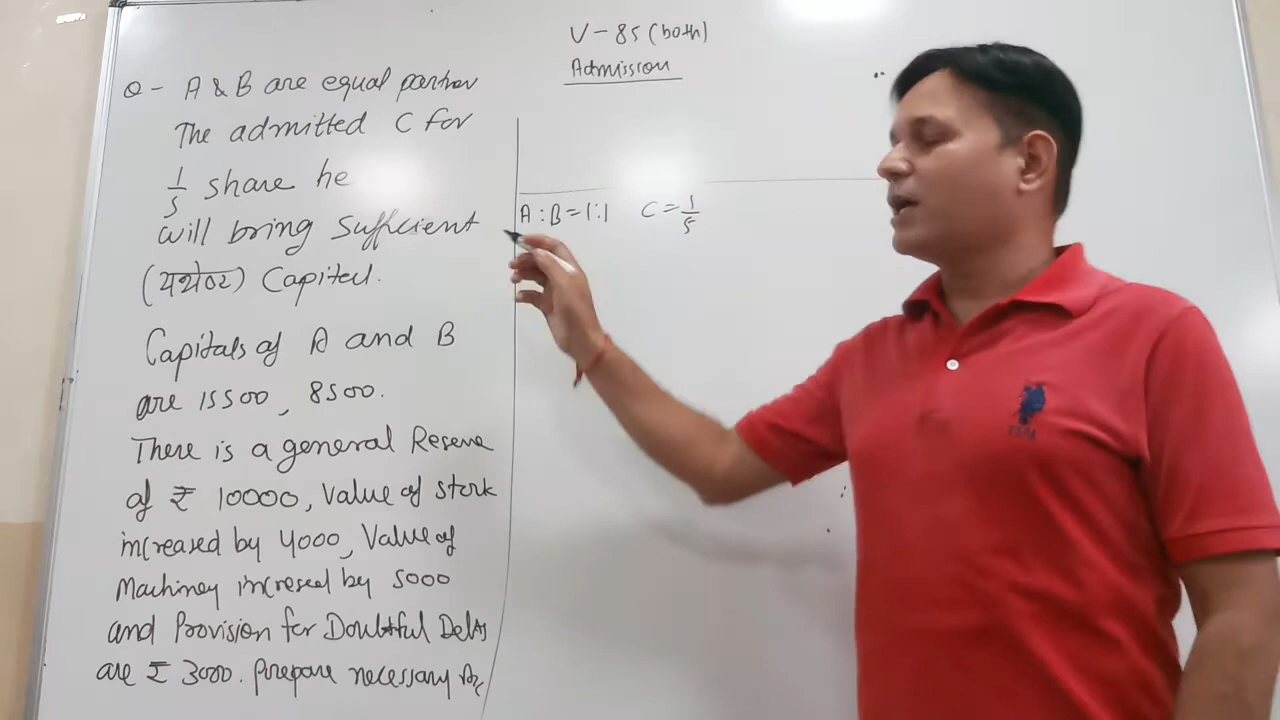 V-85 (both)
Admission
Q- A & B are equal partner
The admitted C for
1/5 share he
will bring Sufficient
(यथेष्ट) Capital.
Capitals of A and B
are 15500, 8500.
There is a general Reserve
of ₹ 10000, Value of stock
increased by 4000, Value of
Machiney increased by 5000
and Provision for Doubtful Debts
are ₹ 3000. Prepare necessary A/c
A:B=1:1 C=1/5